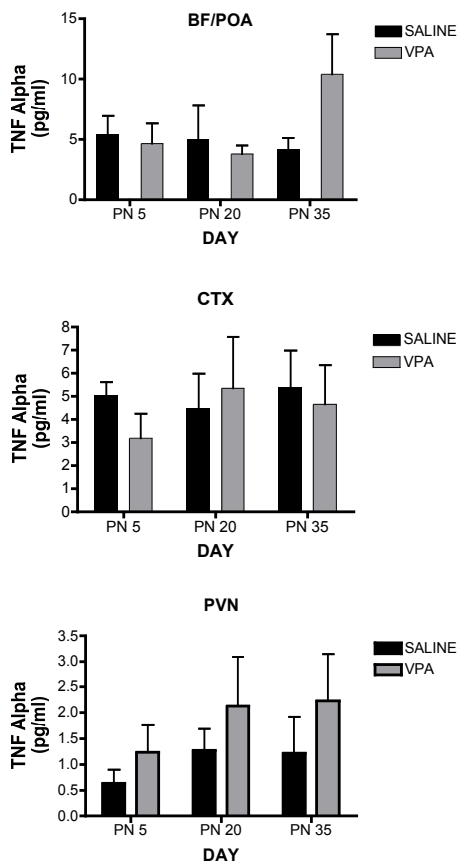 BF/POA
15
10
5
0
TNF Alpha
(pg/ml)
PN 5
PN 20
PN 35
DAY
SALINE
VPA
CTX
8
7
6
5
4
3
2
1
0
TNF Alpha
(pg/ml)
PN 5
PN 20
PN 35
DAY
SALINE
VPA
PVN
3.5
3.0
2.5
2.0
1.5
1.0
0.5
0.0
TNF Alpha
(pg/ml)
PN 5
PN 20
PN 35
DAY
SALINE
VPA